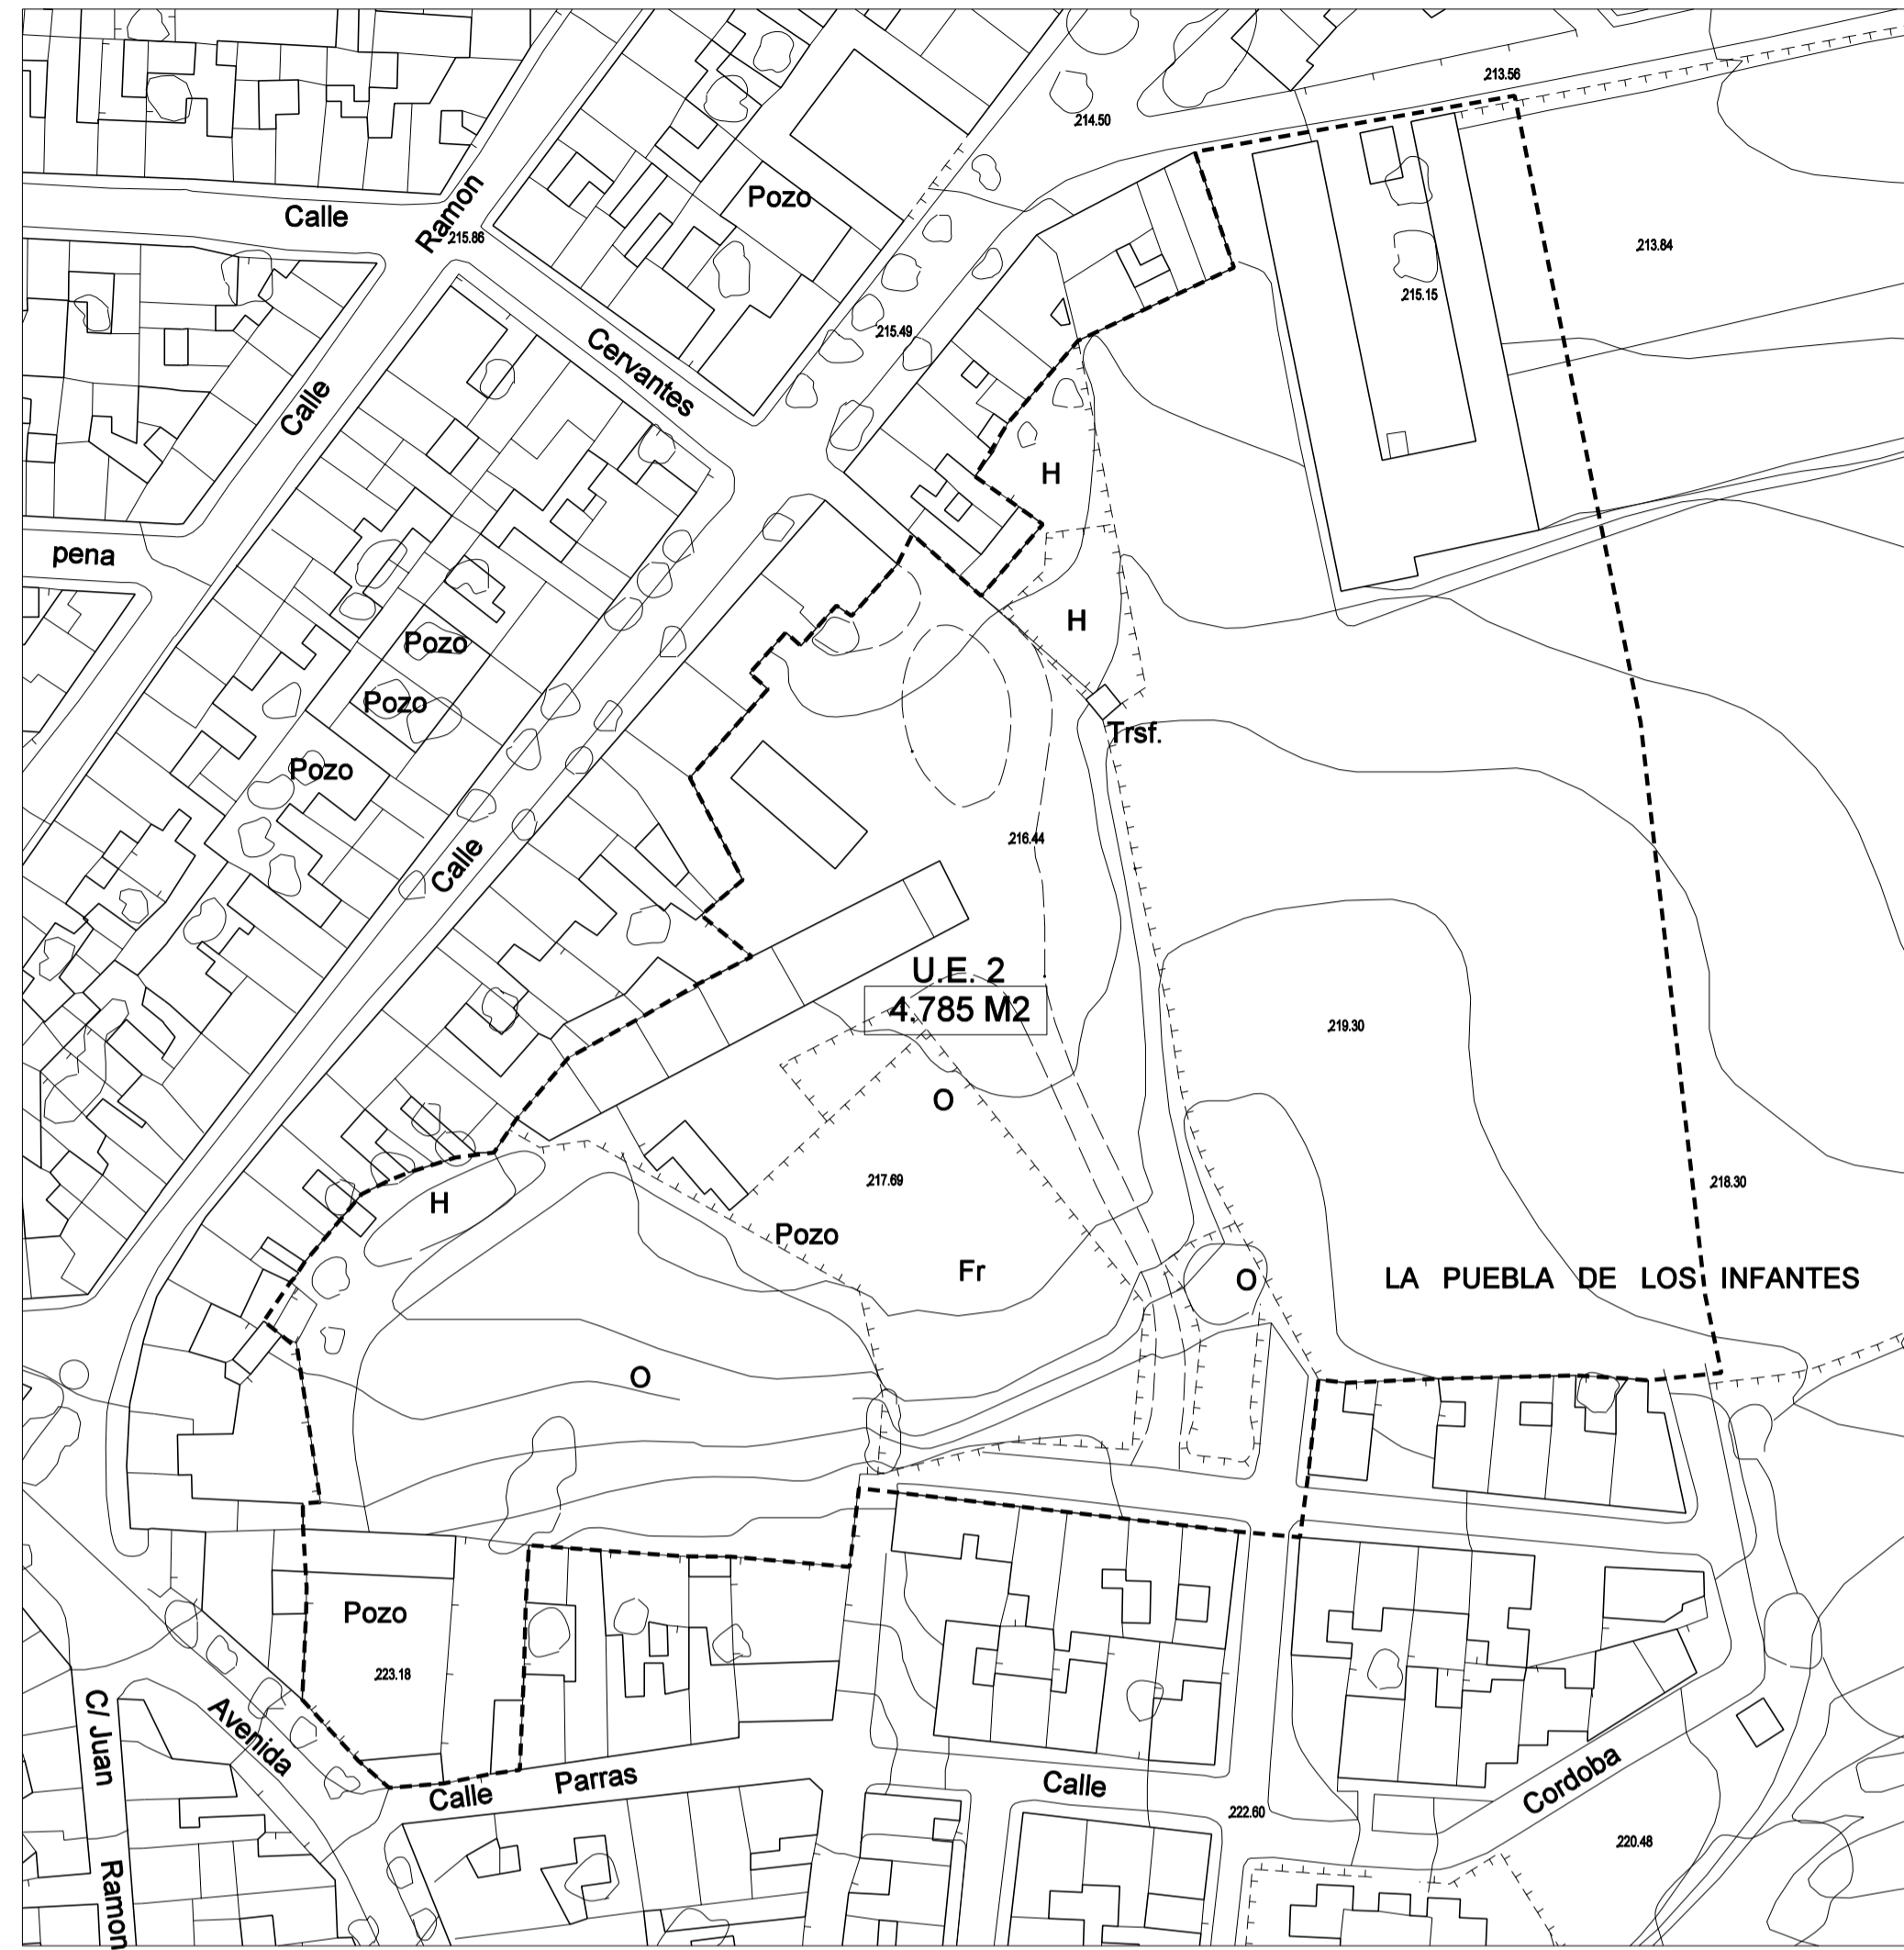 213.56
214.50
Calle
Ramon
215.86
Pozo
213.84
215.15
215.49
Cervantes
Calle
H
pena
H
Pozo
Pozo
Trsf.
Pozo
216.44
Calle
U.E. 2
4.785 M2
219.30
O
217.69
218.30
H
Pozo
Fr
O
LA PUEBLA DE LOS INFANTES
O
Pozo
223.18
C/ Juan Ramon
Avenida
Calle Parras
Calle
Cordoba
222.60
220.48